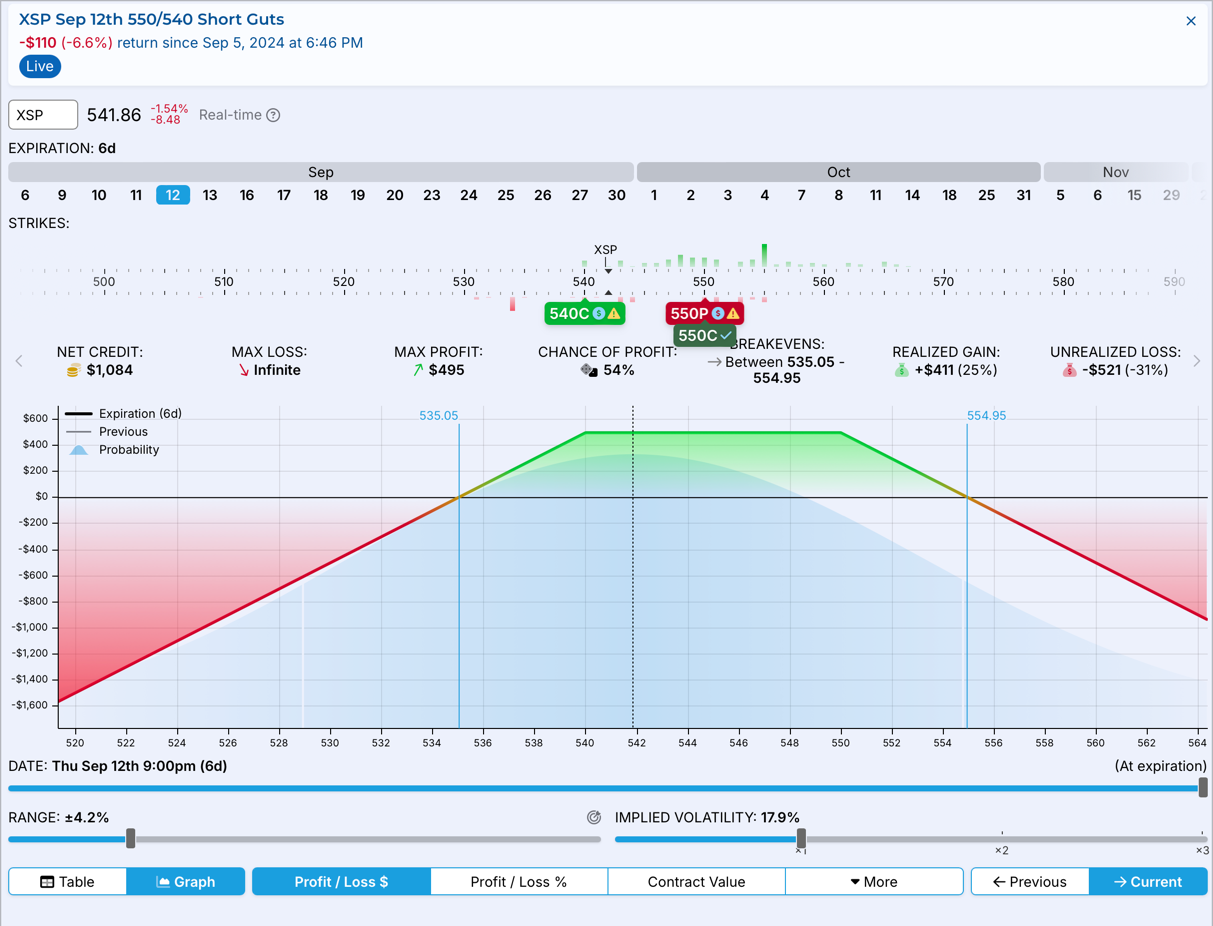 XSP Sep 12th 550/540 Short Guts
-$110 (-6.6%) return since Sep 5, 2024 at 6:46 PM
Live
XSP 541.86 -1.54% -8.48 Real-time ?
EXPIRATION: 6d
Sep Oct Nov
6 9 10 11 12 13 16 17 18 19 20 23 24 25 26 27 30 1 2 3 4 7 8 11 14 18 25 31 5 6 15 29
STRIKES:
XSP
500 510 520 530 540 550 560 570 580 590
540C 550P
550C
NET CREDIT: MAX LOSS: MAX PROFIT: CHANCE OF PROFIT: BREAKEVENS: REALIZED GAIN: UNREALIZED LOSS:
$1,084 Infinite $495 54% Between 535.05 - 554.95 +$411 (25%) -$521 (-31%)
Expiration (6d)
Previous
Probability
535.05 554.95
$600
$400
$200
$0
-$200
-$400
-$600
-$800
-$1,000
-$1,200
-$1,400
-$1,600
520 522 524 526 528 530 532 534 536 538 540 542 544 546 548 550 552 554 556 558 560 562 564
DATE: Thu Sep 12th 9:00pm (6d) (At expiration)
RANGE: ±4.2% IMPLIED VOLATILITY: 17.9%
×1 ×2 ×3
Table Graph Profit / Loss $ Profit / Loss % Contract Value More ← Previous → Current